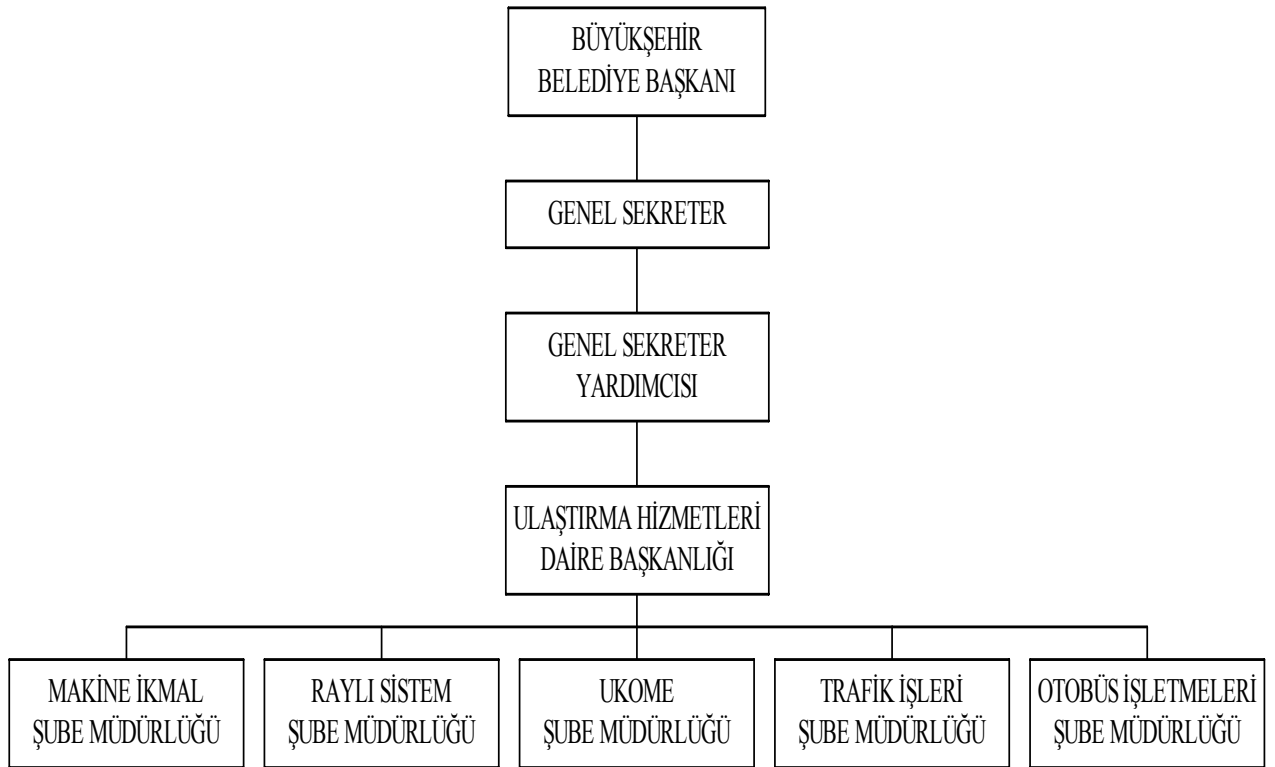 BÜYÜKŞEHİR
BELEDİYE BAŞKANI
GENEL SEKRETER
GENEL SEKRETER
YARDIMCISI
ULAŞTIRMA HİZMETLERİ
DAİRE BAŞKANLIĞI
MAKİNE İKMAL
ŞUBE MÜDÜRLÜĞÜ
RAYLI SİSTEM
ŞUBE MÜDÜRLÜĞÜ
UKOME
ŞUBE MÜDÜRLÜĞÜ
TRAFİK İŞLERİ
ŞUBE MÜDÜRLÜĞÜ
OTOBÜS İŞLETMELERİ
ŞUBE MÜDÜRLÜĞÜ